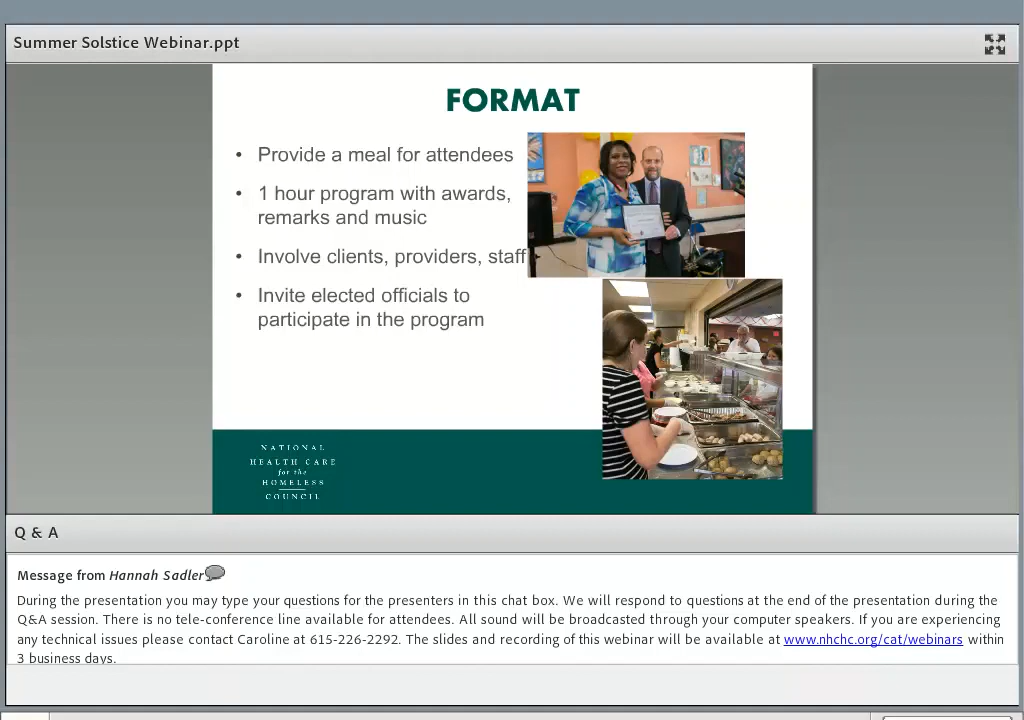 Summer Solstice Webinar.ppt
FORMAT
• Provide a meal for attendees
• 1 hour program with awards,
remarks and music
• Involve clients, providers, staff
• Invite elected officials to
participate in the program
NATIONAL
HEALTH CARE
for the
HOMELESS
COUNCIL
Q & A
Message from Hannah Sadler
During the presentation you may type your questions for the presenters in this chat box. We will respond to questions at the end of the presentation during the
Q&A session. There is no tele-conference line available for attendees. All sound will be broadcasted through your computer speakers. If you are experiencing
any technical issues please contact Caroline at 615-226-2292. The slides and recording of this webinar will be available at www.nhchc.org/cat/webinars within
3 business days.